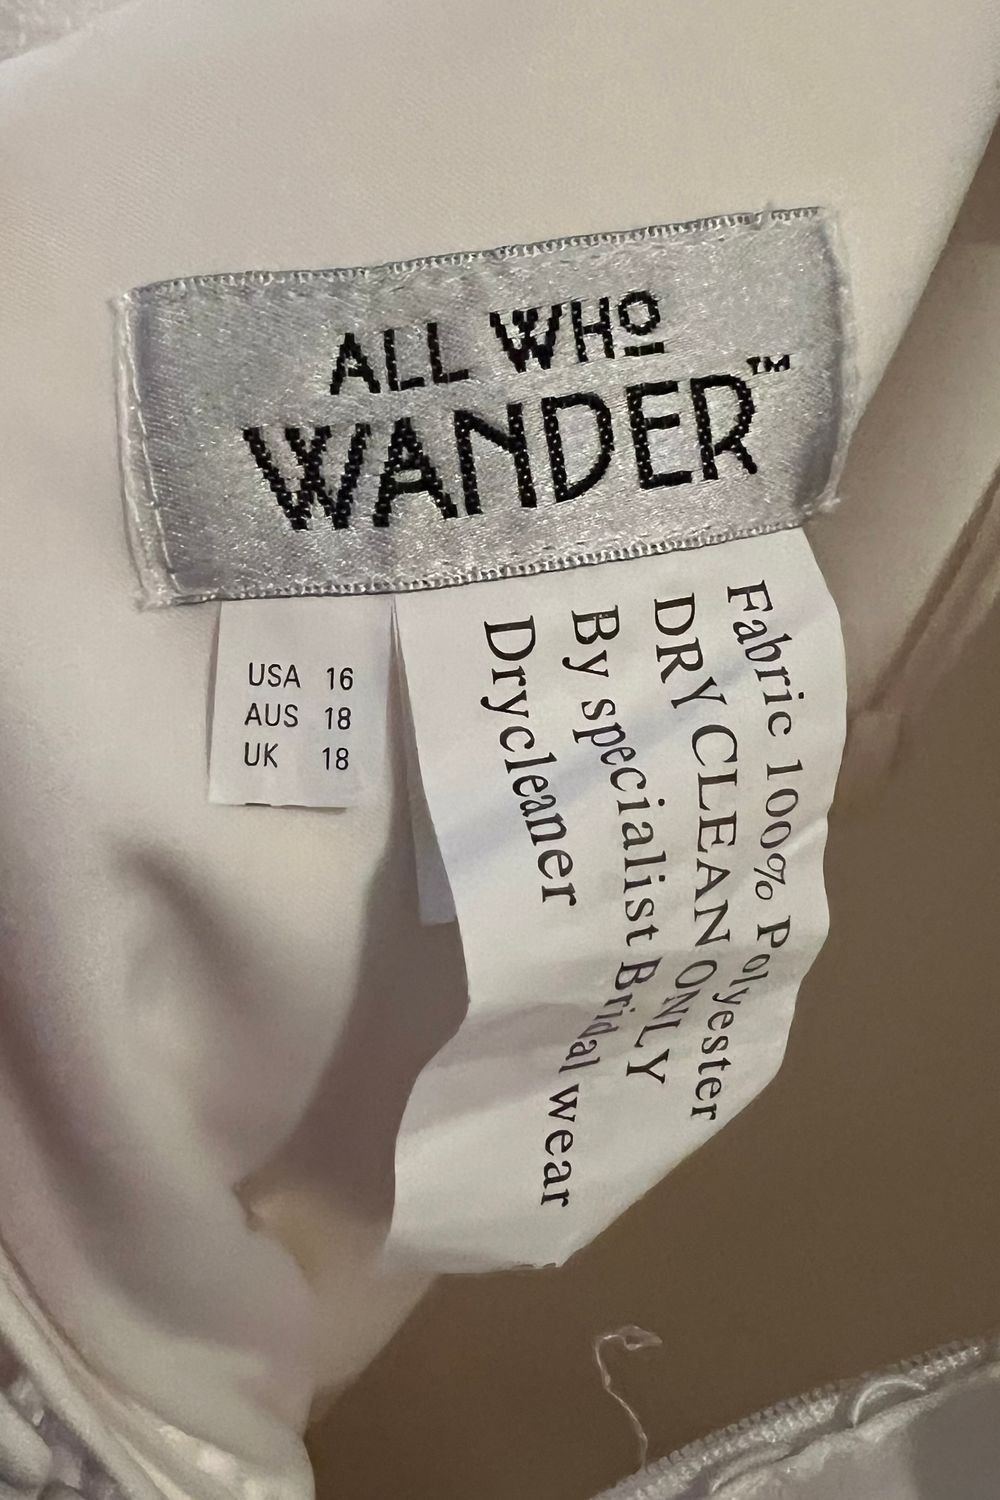 ALL WHO
WANDER™
USA 16
AUS 18
UK 18
Fabric 100% Polyester
DRY CLEAN ONLY
By specialist Bridal wear
Drycleaner